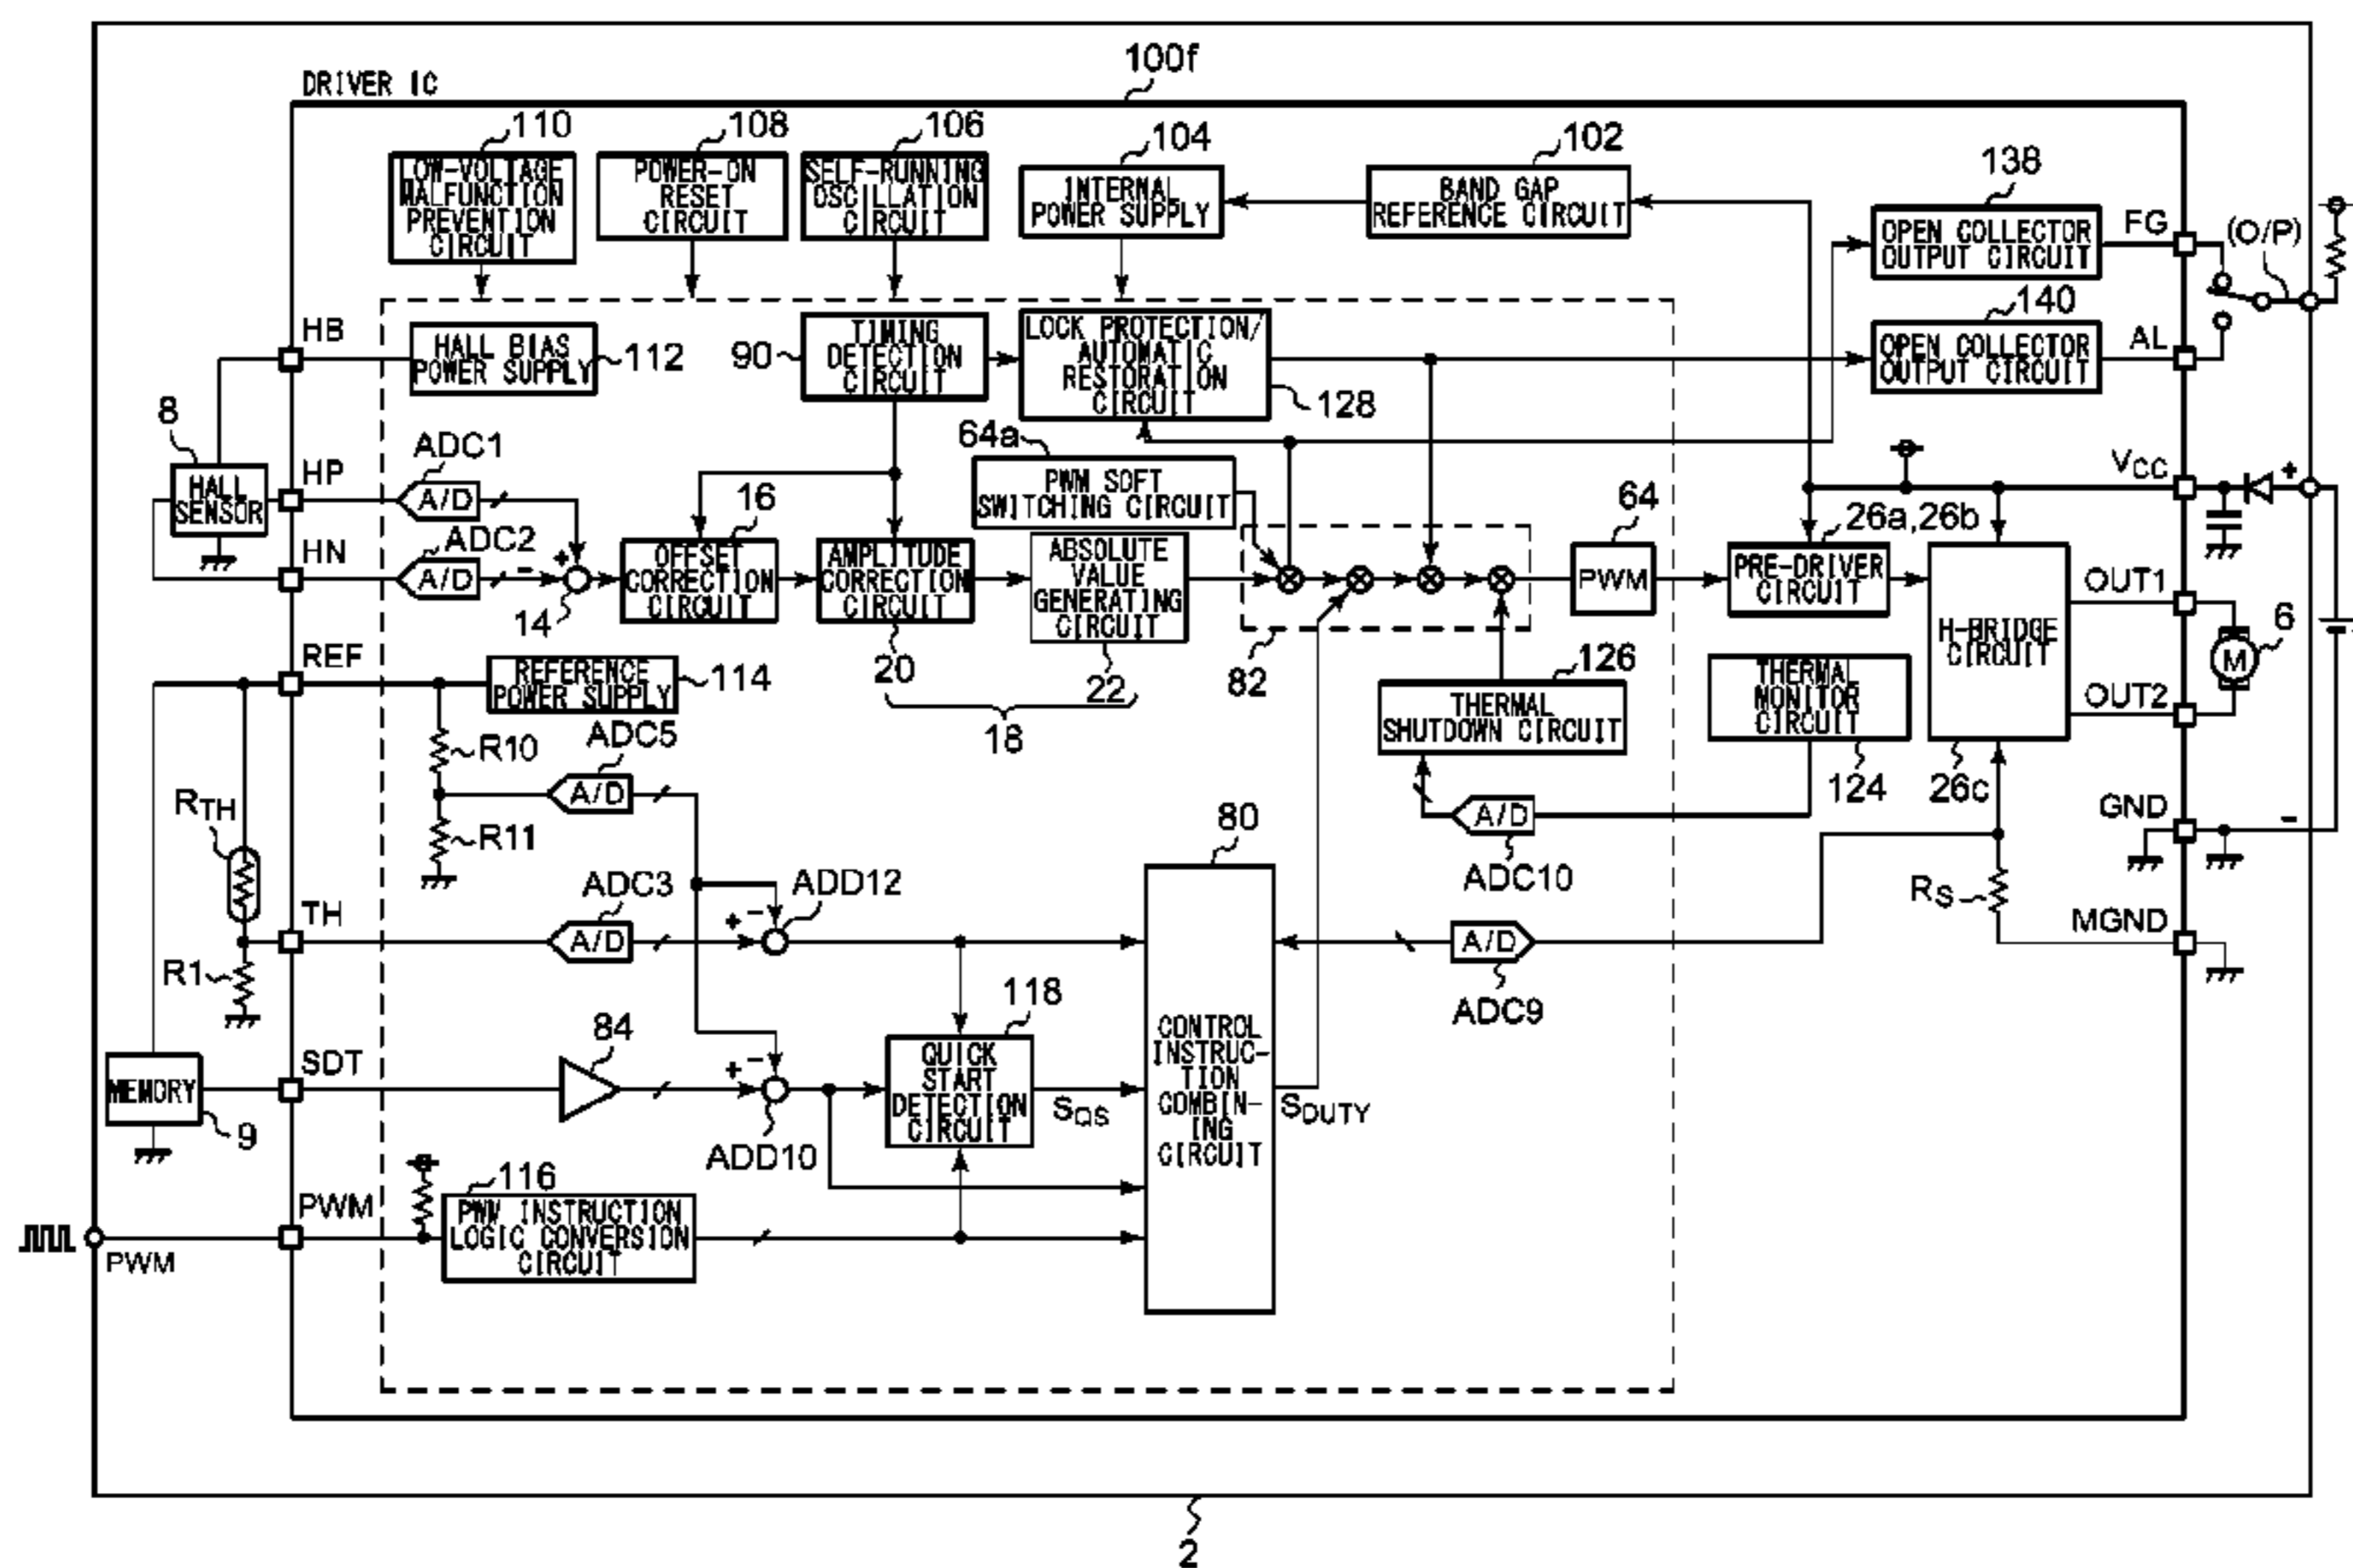 100f
DRIVER IC
110
108
106
104
102
138
LOW-VOLTAGE
MALFUNCTION
PREVENTION
CIRCUIT
POWER-ON
RESET
CIRCUIT
SELF-RUNNING
OSCILLATION
CIRCUIT
INTERNAL
POWER SUPPLY
BAND GAP
REFERENCE CIRCUIT
OPEN COLLECTOR
OUTPUT CIRCUIT
FG
(O/P)
HB
HALL BIAS
POWER SUPPLY
112
90
TIMING
DETECTION
CIRCUIT
LOCK PROTECTION/
AUTOMATIC
RESTORATION
CIRCUIT
128
140
OPEN COLLECTOR
OUTPUT CIRCUIT
AL
8
HALL
SENSOR
HP
ADC1
A/D
+
HN
ADC2
A/D
-
14
16
OFFSET
CORRECTION
CIRCUIT
AMPLITUDE
CORRECTION
CIRCUIT
20
64a
PWM SOFT
SWITCHING CIRCUIT
ABSOLUTE
VALUE
GENERATING
CIRCUIT
22
18
82
64
PWM
26a,26b
PRE-DRIVER
CIRCUIT
VCC
+
H-BRIDGE
CIRCUIT
26c
OUT1
6
M
OUT2
REF
REFERENCE
POWER SUPPLY
114
126
THERMAL
SHUTDOWN CIRCUIT
THERMAL
MONITOR
CIRCUIT
124
R10
ADC5
A/D
RTH
R11
A/D
ADC10
GND
-
80
TH
ADC3
A/D
+
-
ADD12
RS
MGND
R1
A/D
ADC9
118
84
MEMORY
9
SDT
+
-
ADD10
QUICK
START
DETECTION
CIRCUIT
SQS
CONTROL
INSTRUC-
TION
COMBIN-
ING
CIRCUIT
SDUTY
116
PWM
PWM
PWM INSTRUCTION
LOGIC CONVERSION
CIRCUIT
2